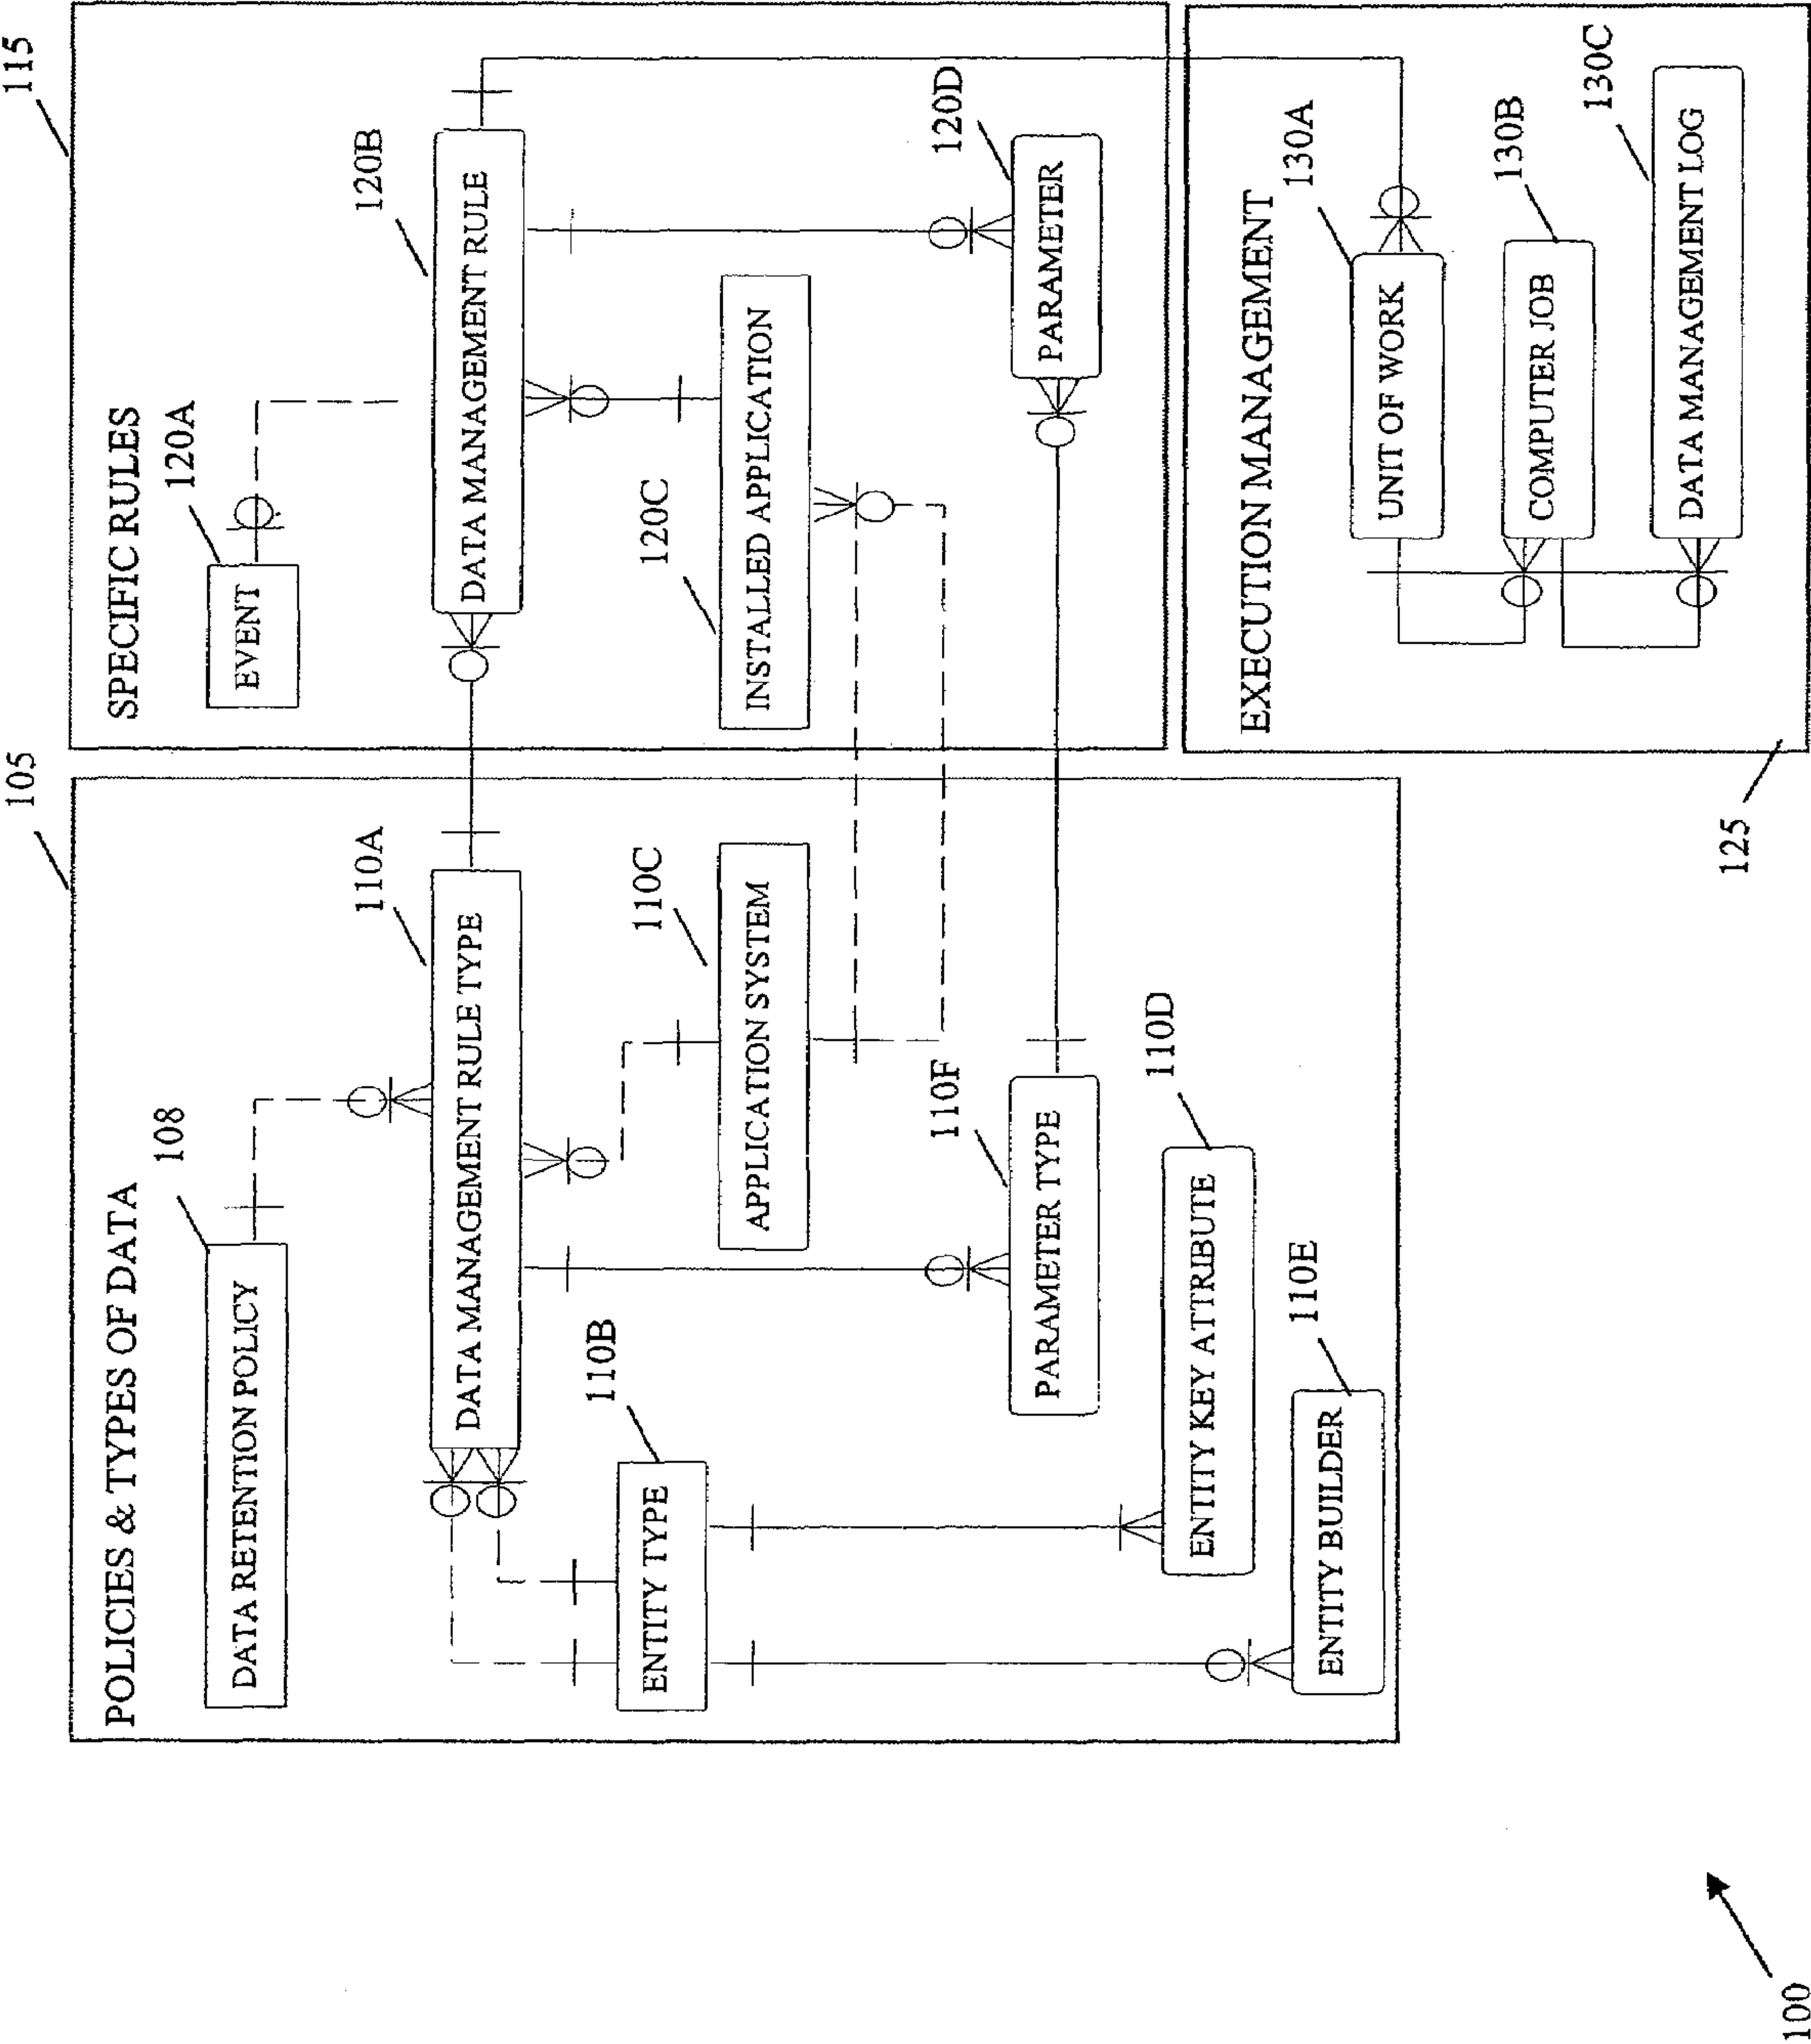 105
POLICIES & TYPES OF DATA
108
DATA RETENTION POLICY
110A
DATA MANAGEMENT RULE TYPE
110B
ENTITY TYPE
110C
APPLICATION SYSTEM
110F
PARAMETER TYPE
110D
ENTITY KEY ATTRIBUTE
110E
ENTITY BUILDER
115
SPECIFIC RULES
120A
EVENT
120B
DATA MANAGEMENT RULE
120C
INSTALLED APPLICATION
120D
PARAMETER
EXECUTION MANAGEMENT
130A
UNIT OF WORK
130B
COMPUTER JOB
130C
DATA MANAGEMENT LOG
125
100